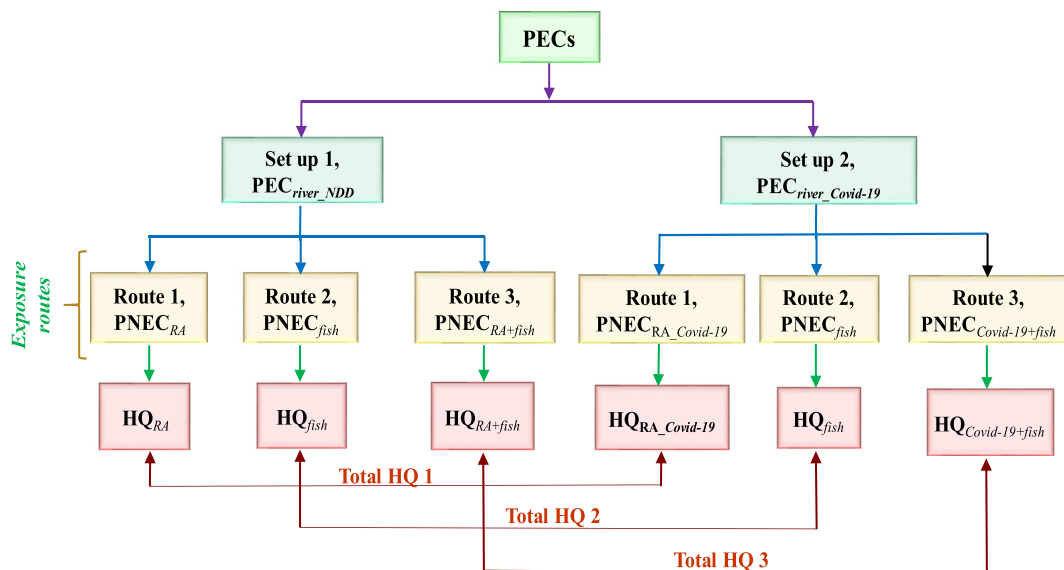 PECs
Set up 1,
PECriver_NDD
Set up 2,
PECriver_Covid-19
Exposure
routes
Route 1,
PNECRA
Route 2,
PNECfish
Route 3,
PNECRA+fish
Route 1,
PNECRA_Covid-19
Route 2,
PNECfish
Route 3,
PNECCovid-19+fish
HQRA
HQfish
HQRA+fish
HQRA_Covid-19
HQfish
HQCovid-19+fish
Total HQ 1
Total HQ 2
Total HQ 3